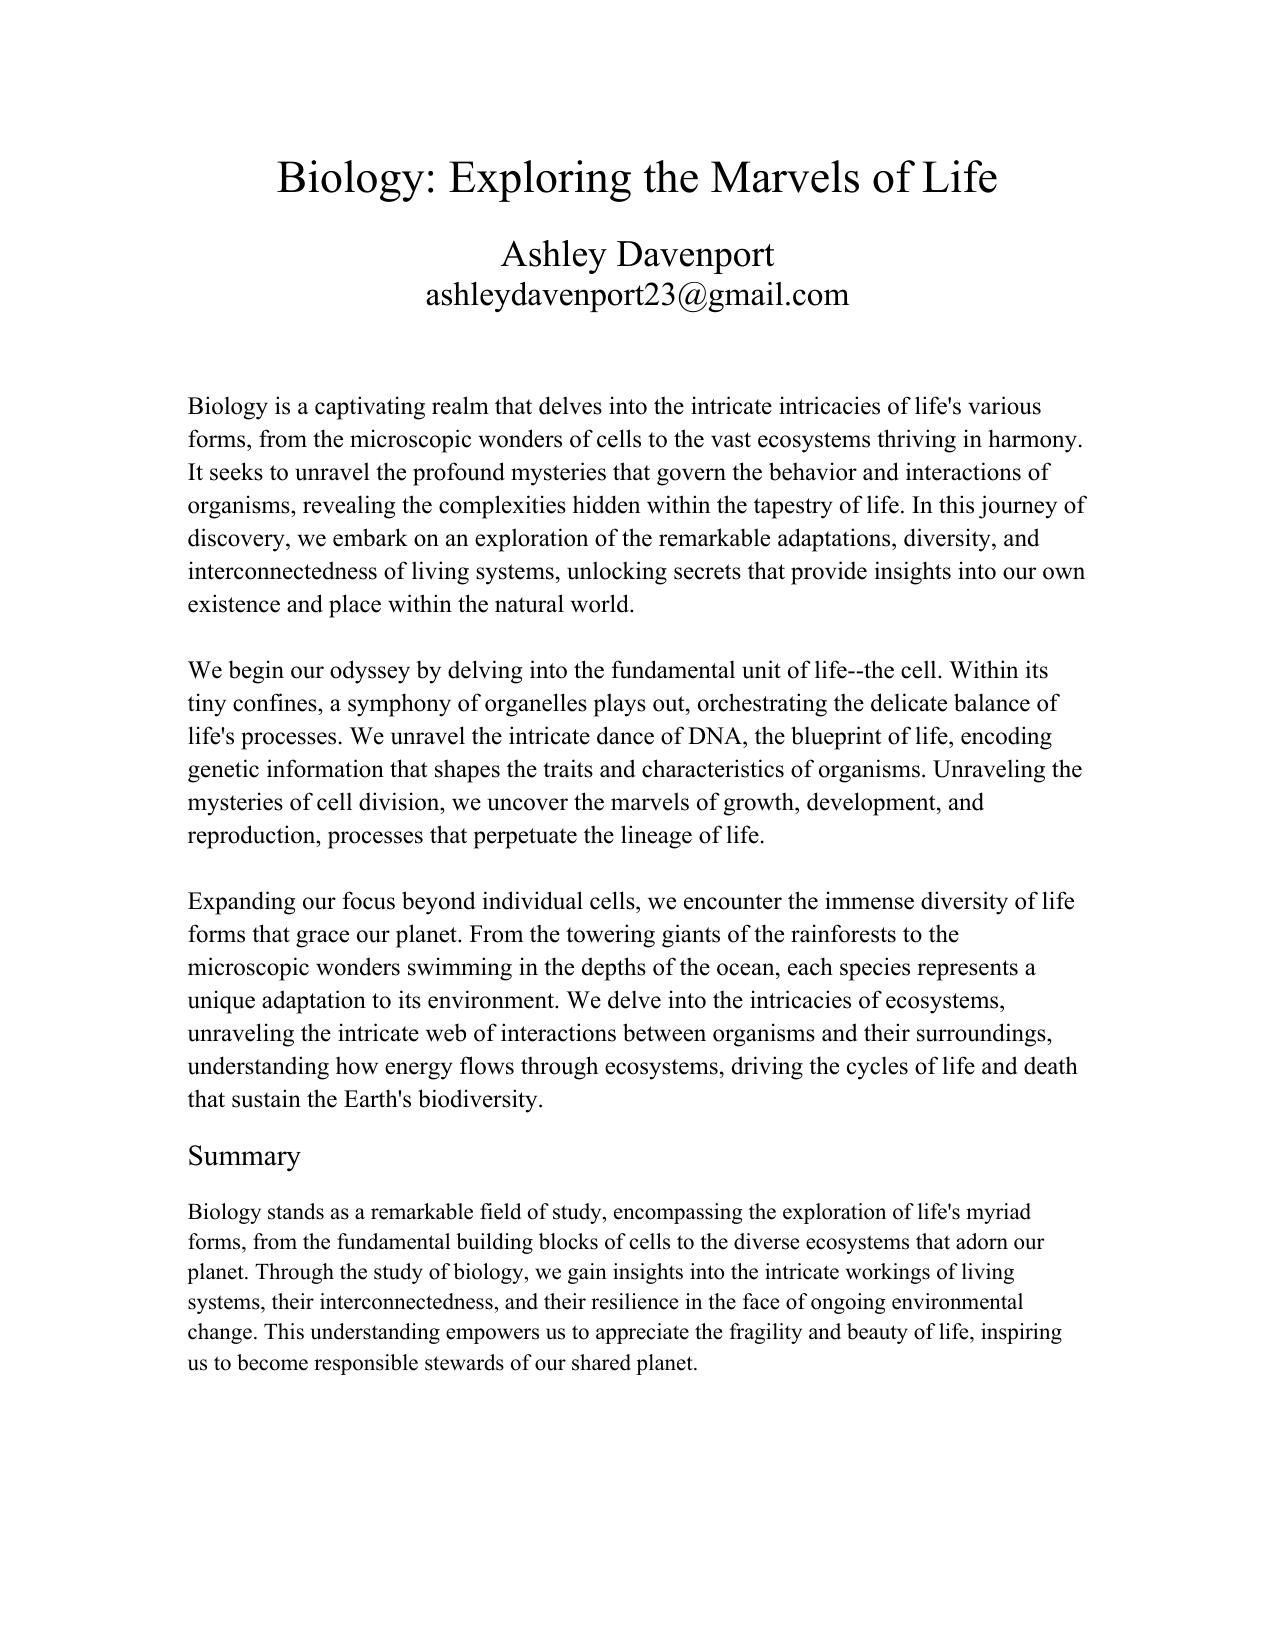 Biology: Exploring the Marvels of Life
Ashley Davenport
ashleydavenport23@gmail.com
Biology is a captivating realm that delves into the intricate intricacies of life's various
forms, from the microscopic wonders of cells to the vast ecosystems thriving in harmony.
It seeks to unravel the profound mysteries that govern the behavior and interactions of
organisms, revealing the complexities hidden within the tapestry of life. In this journey of
discovery, we embark on an exploration of the remarkable adaptations, diversity, and
interconnectedness of living systems, unlocking secrets that provide insights into our own
existence and place within the natural world.
We begin our odyssey by delving into the fundamental unit of life--the cell. Within its
tiny confines, a symphony of organelles plays out, orchestrating the delicate balance of
life's processes. We unravel the intricate dance of DNA, the blueprint of life, encoding
genetic information that shapes the traits and characteristics of organisms. Unraveling the
mysteries of cell division, we uncover the marvels of growth, development, and
reproduction, processes that perpetuate the lineage of life.
Expanding our focus beyond individual cells, we encounter the immense diversity of life
forms that grace our planet. From the towering giants of the rainforests to the
microscopic wonders swimming in the depths of the ocean, each species represents a
unique adaptation to its environment. We delve into the intricacies of ecosystems,
unraveling the intricate web of interactions between organisms and their surroundings,
understanding how energy flows through ecosystems, driving the cycles of life and death
that sustain the Earth's biodiversity.
Summary
Biology stands as a remarkable field of study, encompassing the exploration of life's myriad
forms, from the fundamental building blocks of cells to the diverse ecosystems that adorn our
planet. Through the study of biology, we gain insights into the intricate workings of living
systems, their interconnectedness, and their resilience in the face of ongoing environmental
change. This understanding empowers us to appreciate the fragility and beauty of life, inspiring
us to become responsible stewards of our shared planet.